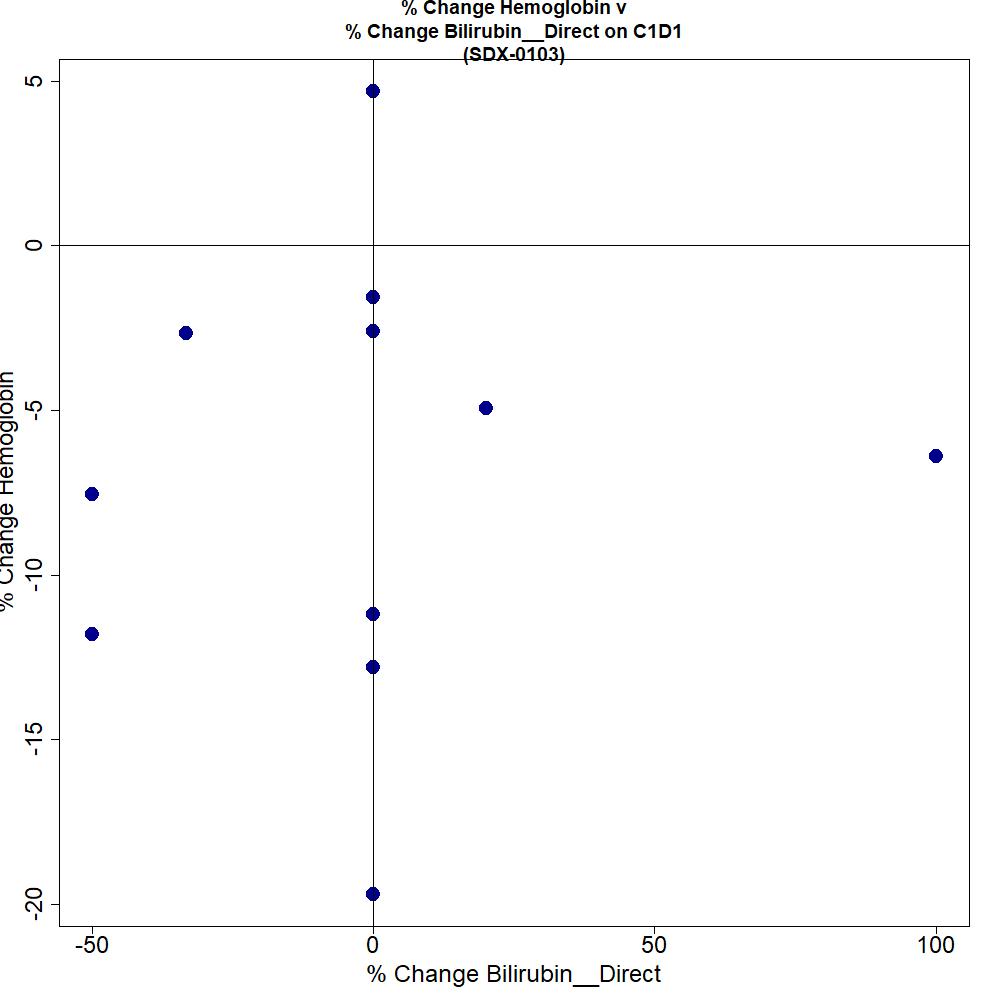 % Change Hemoglobin v
% Change Bilirubin__Direct on C1D1
(SDX-0103)
5
0
-5
-10
-15
-20
% Change Hemoglobin
-50
0
50
100
% Change Bilirubin__Direct